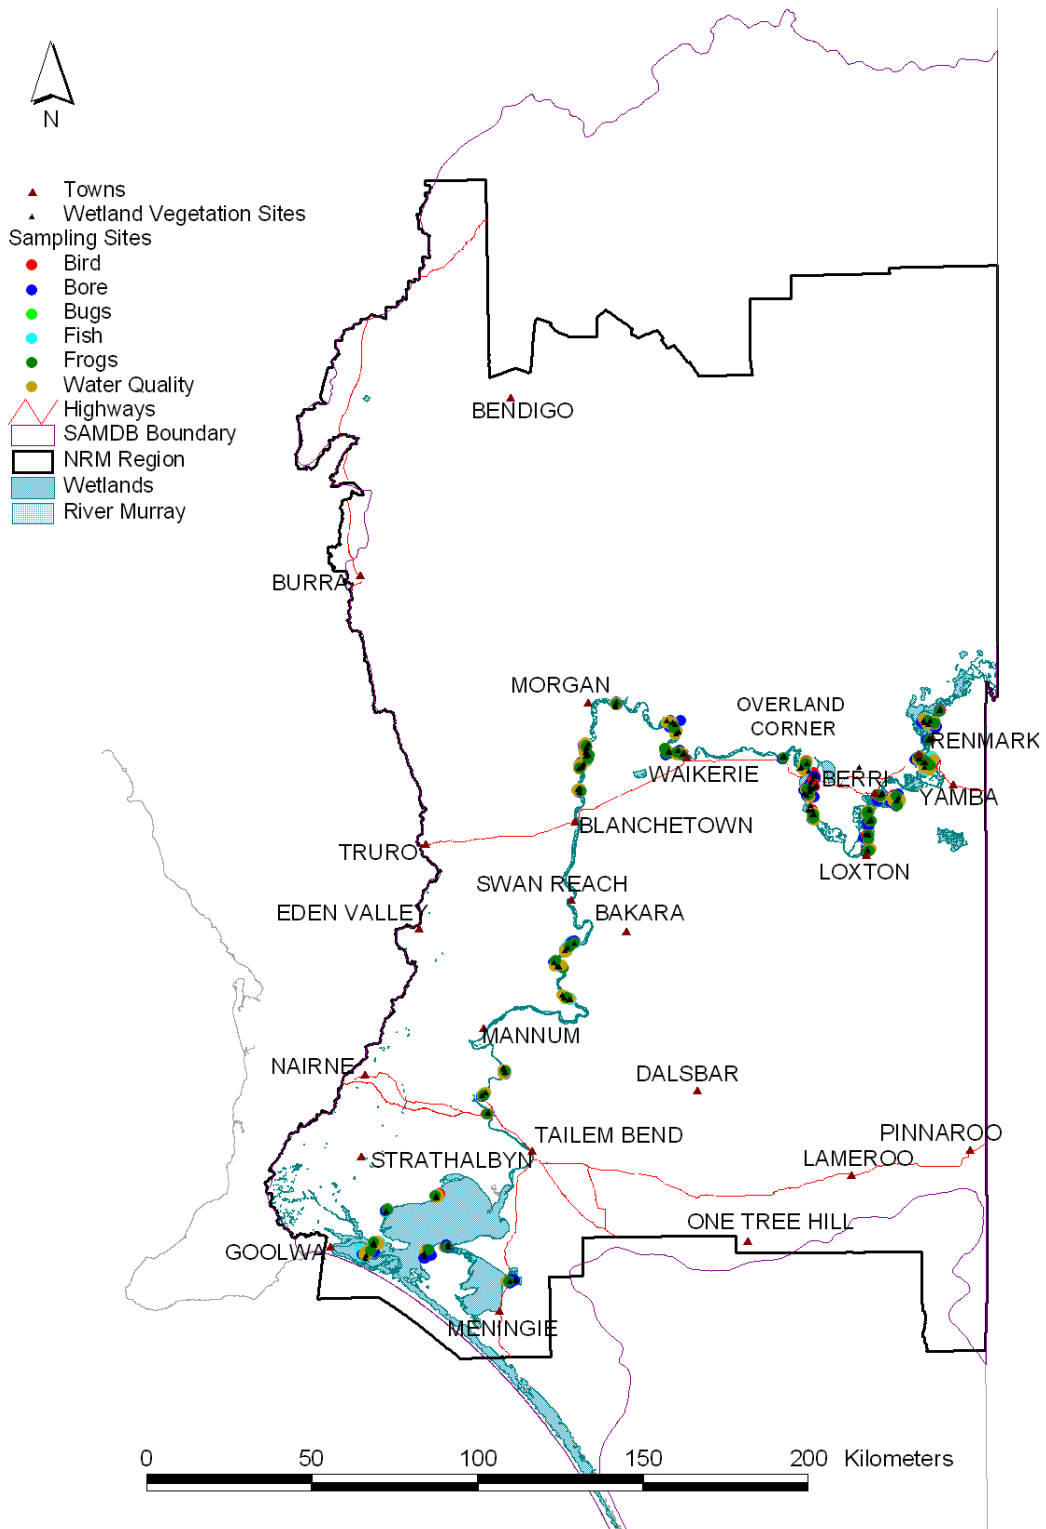 N
Towns
Wetland Vegetation Sites
Sampling Sites
Bird
Bore
Bugs
Fish
Frogs
Water Quality
Highways
SAMDB Boundary
NRM Region
Wetlands
River Murray
BENDIGO
BURRA
MORGAN
OVERLAND
CORNER
RENMARK
WAIKERIE
BERRI
YAMBA
BLANCHETOWN
TRURO
LOXTON
SWAN REACH
EDEN VALLEY
BAKARA
MANNUM
NAIRNE
DALSBAR
TAILEM BEND
PINNAROO
STRATHALBYN
LAMEROO
ONE TREE HILL
GOOLWA
MENINGIE
0 50 100 150 200 Kilometers